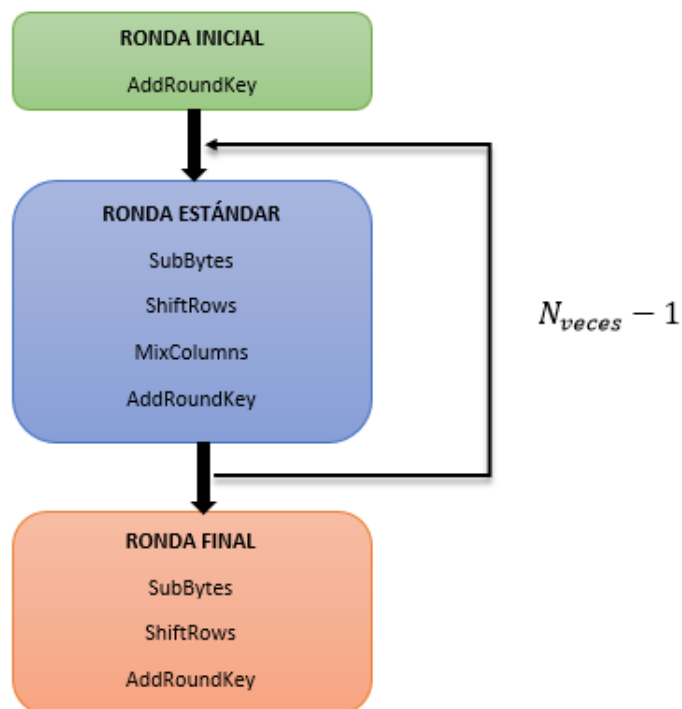 RONDA INICIAL
AddRoundKey
RONDA ESTÁNDAR
SubBytes
ShiftRows
MixColumns
AddRoundKey
N_veces − 1
RONDA FINAL
SubBytes
ShiftRows
AddRoundKey